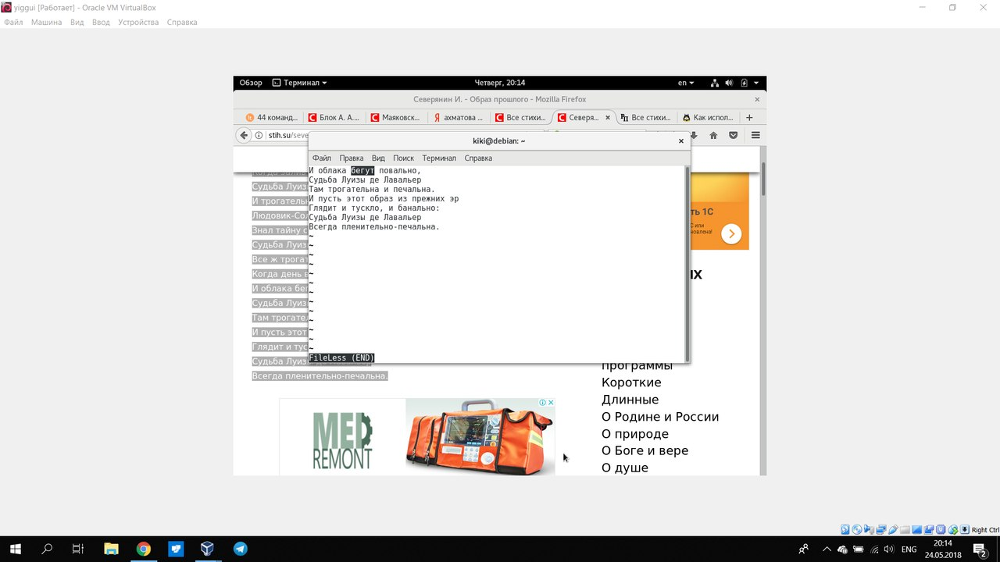 yiggui [Работает] - Oracle VM VirtualBox
Файл Машина Вид Ввод Устройства Справка
Обзор Терминал Четверг, 20:14 en
Северянин И. - Образ прошлого - Mozilla Firefox
44 команд... Блок А. А.... Маяковск... ахматова ... Все стихи... Северя... Все стихи... Как испол...
stih.su/seve
kiki@debian: ~
Файл Правка Вид Поиск Терминал Справка
И облака бегут повально,
Судьба Луизы де Лавальер
Там трогательна и печальна.
И пусть этот образ из прежних эр
Глядит и тускло, и банально:
Судьба Луизы де Лавальер
Всегда пленительно-печальна.
~
~
~
~
~
~
~
~
~
~
~
~
~
FileLess (END)
Судьба Луиз
И трогатель
Людовик-Со
Знал тайну с
Судьба Луиз
Все ж трогат
Когда день в
И облака бег
Судьба Луиз
Там трогате
И пусть этот
Глядит и тус
Судьба Луиз
Всегда пленительно-печальна.
ть 1С
С или
новлена!
их
программы
Короткие
Длинные
О Родине и России
О природе
О Боге и вере
О душе
MED
REMONT
Right Ctrl
ENG
20:14
24.05.2018
2